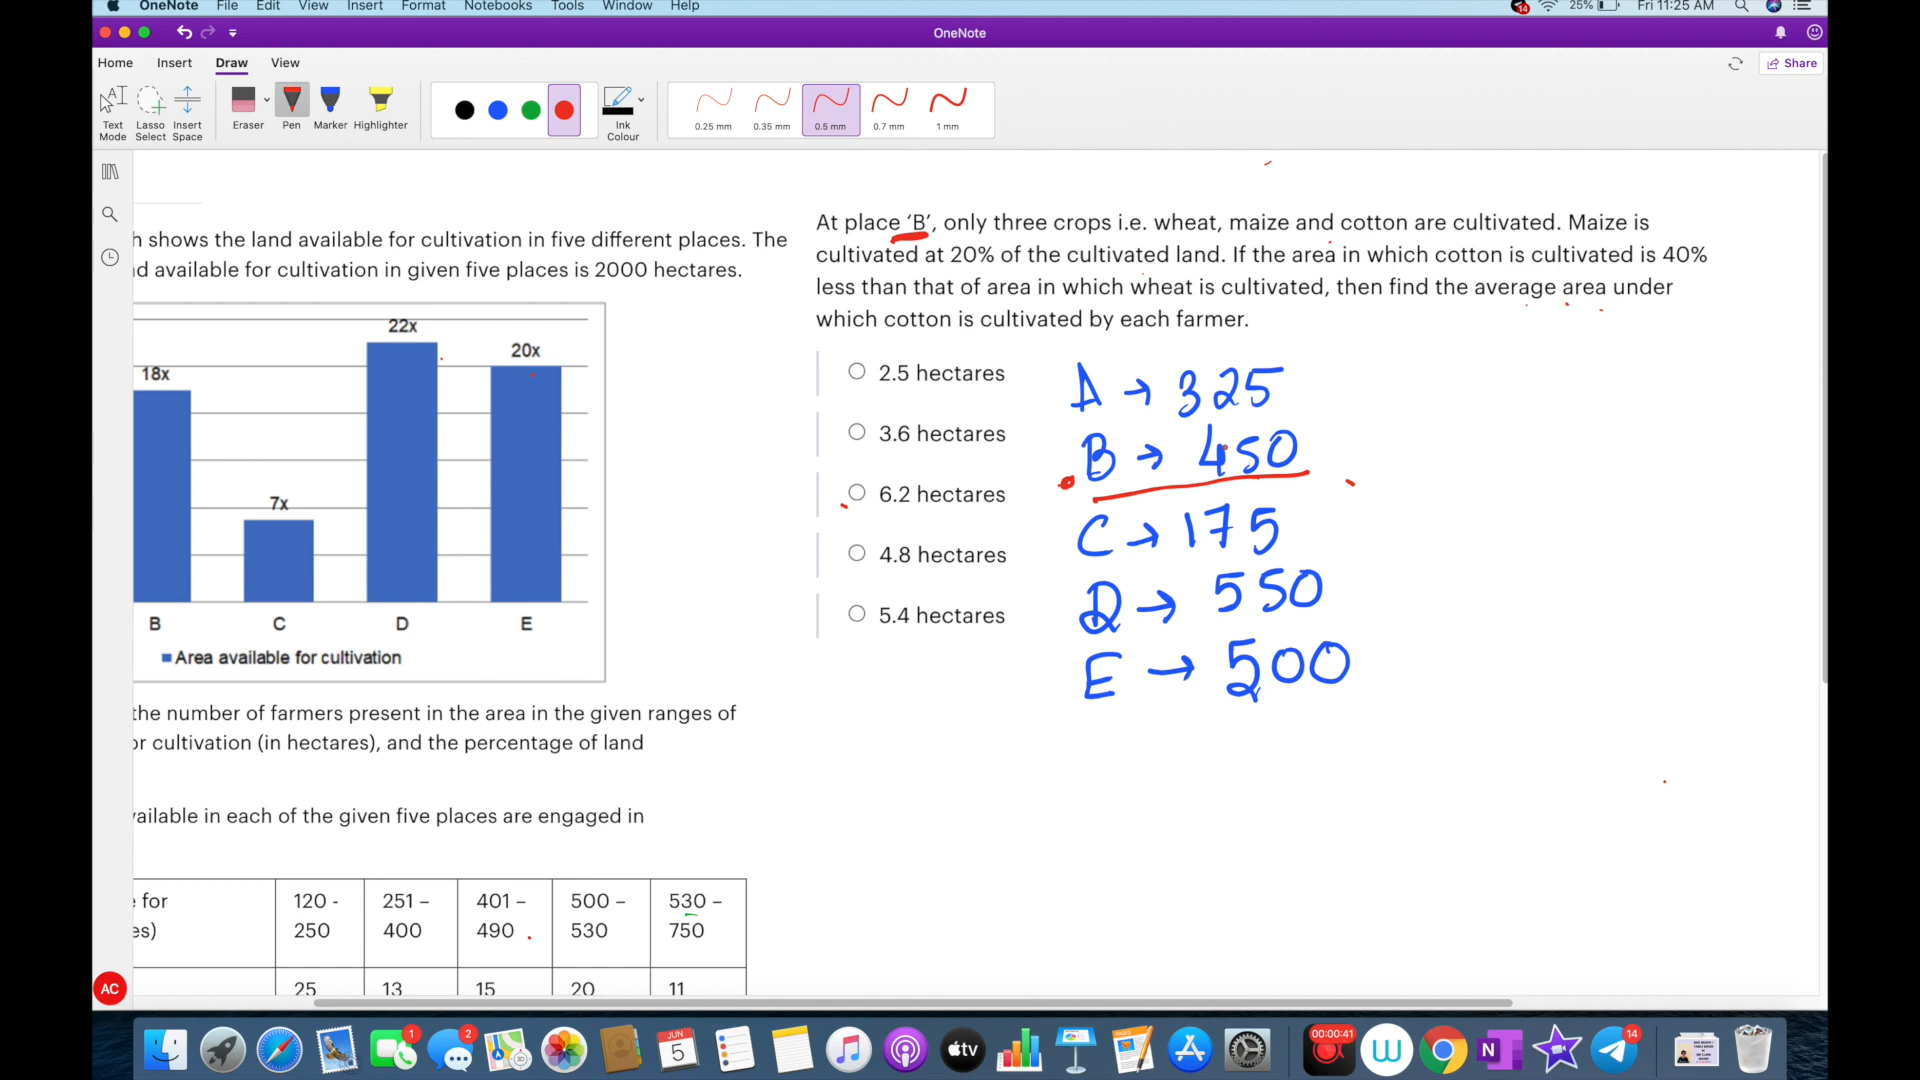 OneNote File Edit View Insert Format Notebooks Tools Window Help
14 25% Fri 11:25 AM
OneNote
Home Insert Draw View
Share
Text Mode
Lasso Select
Insert Space
Eraser
Pen
Marker
Highlighter
Ink Colour
0.25 mm 0.35 mm 0.5 mm 0.7 mm 1 mm
h shows the land available for cultivation in five different places. The
d available for cultivation in given five places is 2000 hectares.
18x 7x 22x 20x
B C D E
Area available for cultivation
the number of farmers present in the area in the given ranges of
or cultivation (in hectares), and the percentage of land
vailable in each of the given five places are engaged in
e for
es)
120 - 250
251 – 400
401 – 490
500 – 530
530 – 750
25 13 15 20 11
At place ‘B’, only three crops i.e. wheat, maize and cotton are cultivated. Maize is
cultivated at 20% of the cultivated land. If the area in which cotton is cultivated is 40%
less than that of area in which wheat is cultivated, then find the average area under
which cotton is cultivated by each farmer.
2.5 hectares
3.6 hectares
6.2 hectares
4.8 hectares
5.4 hectares
A → 325
B → 450
C → 175
D → 550
E → 500
AC
1 2 JUN 5 tv 00:00:41 W N 14